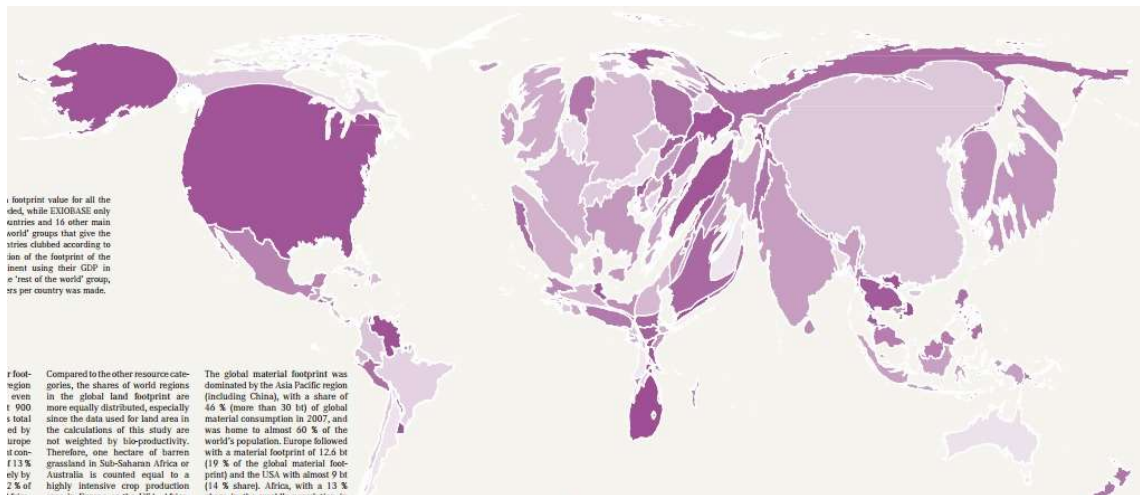 footprint value for all the
ded, while EXIOBASE only
untries and 16 other main
world' groups that give the
ntries clubbed according to
tion of the footprint of the
inent using their GDP in
e 'rest of the world' group,
ers per country was made.
r foot-
region
even
t 900
s total
ed by
urope
nt con-
f 13 %
ely by
2 % of
Compared to the other resource cate-
gories, the shares of world regions
in the global land footprint are
more equally distributed, especially
since the data used for land area in
the calculations of this study are
not weighted by bio-productivity.
Therefore, one hectare of barren
grassland in Sub-Saharan Africa or
Australia is counted equal to a
highly intensive crop production
The global material footprint was
dominated by the Asia Pacific region
(including China), with a share of
46 % (more than 30 bt) of global
material consumption in 2007, and
was home to almost 60 % of the
world's population. Europe followed
with a material footprint of 12.6 bt
(19 % of the global material foot-
print) and the USA with almost 9 bt
(14 % share). Africa, with a 13 %